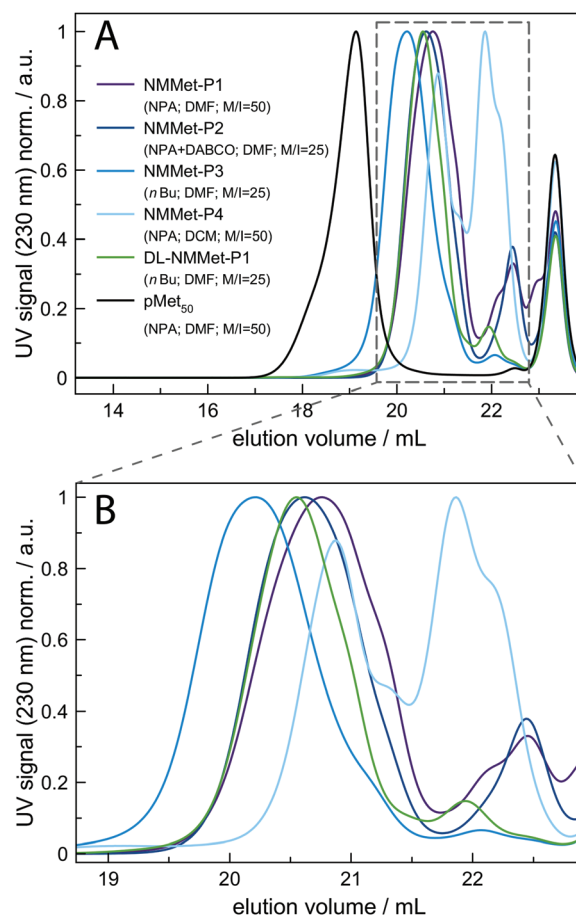 A
NMMet-P1
(NPA; DMF; M/I=50)
NMMet-P2
(NPA+DABCO; DMF; M/I=25)
NMMet-P3
(n Bu; DMF; M/I=25)
NMMet-P4
(NPA; DCM; M/I=50)
DL-NMMet-P1
(n Bu; DMF; M/I=25)
pMet50
(NPA; DMF; M/I=50)
UV signal (230 nm) norm. / a.u.
1
0.8
0.6
0.4
0.2
0
14 16 18 20 22
elution volume / mL
B
UV signal (230 nm) norm. / a.u.
1
0.8
0.6
0.4
0.2
0
19 20 21 22
elution volume / mL